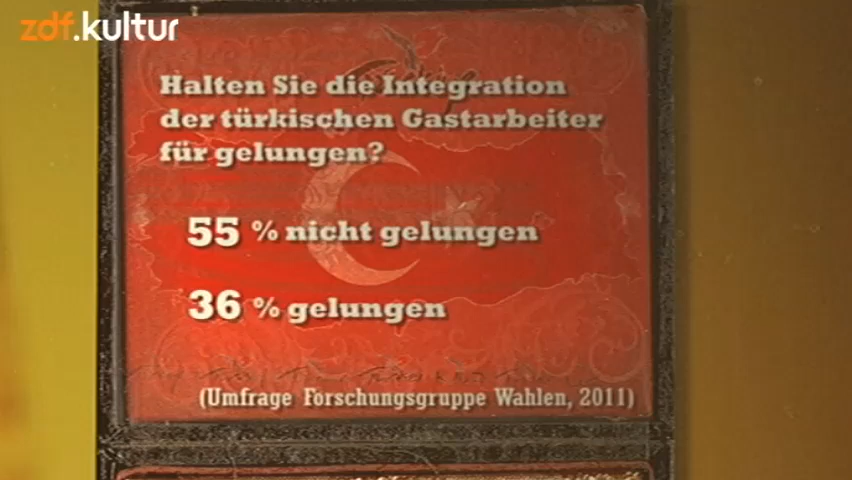 zdf.kultur
Halten Sie die Integration
der türkischen Gastarbeiter
für gelungen?
55 % nicht gelungen
36 % gelungen
(Umfrage Forschungsgruppe Wahlen, 2011)